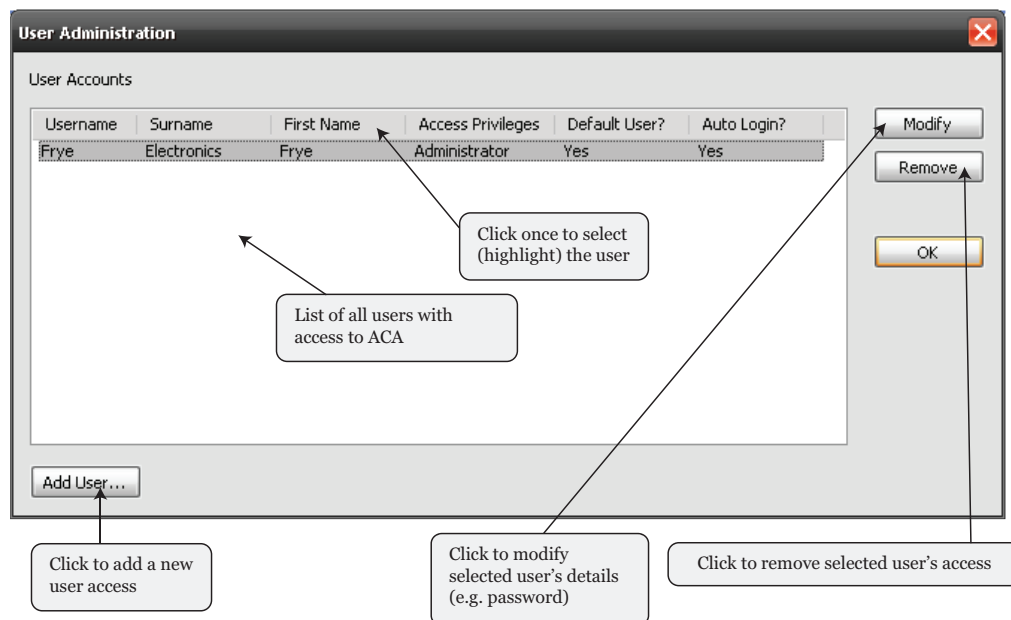 User Administration
User Accounts
Username Surname First Name Access Privileges Default User? Auto Login?
Frye Electronics Frye Administrator Yes Yes
Modify
Remove
OK
Click once to select
(highlight) the user
List of all users with
access to ACA
Add User...
Click to add a new
user access
Click to modify
selected user's details
(e.g. password)
Click to remove selected user's access